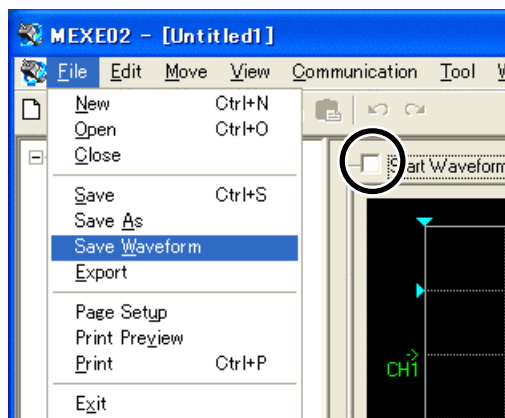 MEXE02 - [Untitled1]
File Edit Move View Communication Tool
New Ctrl+N
Open Ctrl+O
Close
Start Waveform
Save Ctrl+S
Save As
Save Waveform
Export
Page Setup
Print Preview
Print Ctrl+P
CH1
Exit